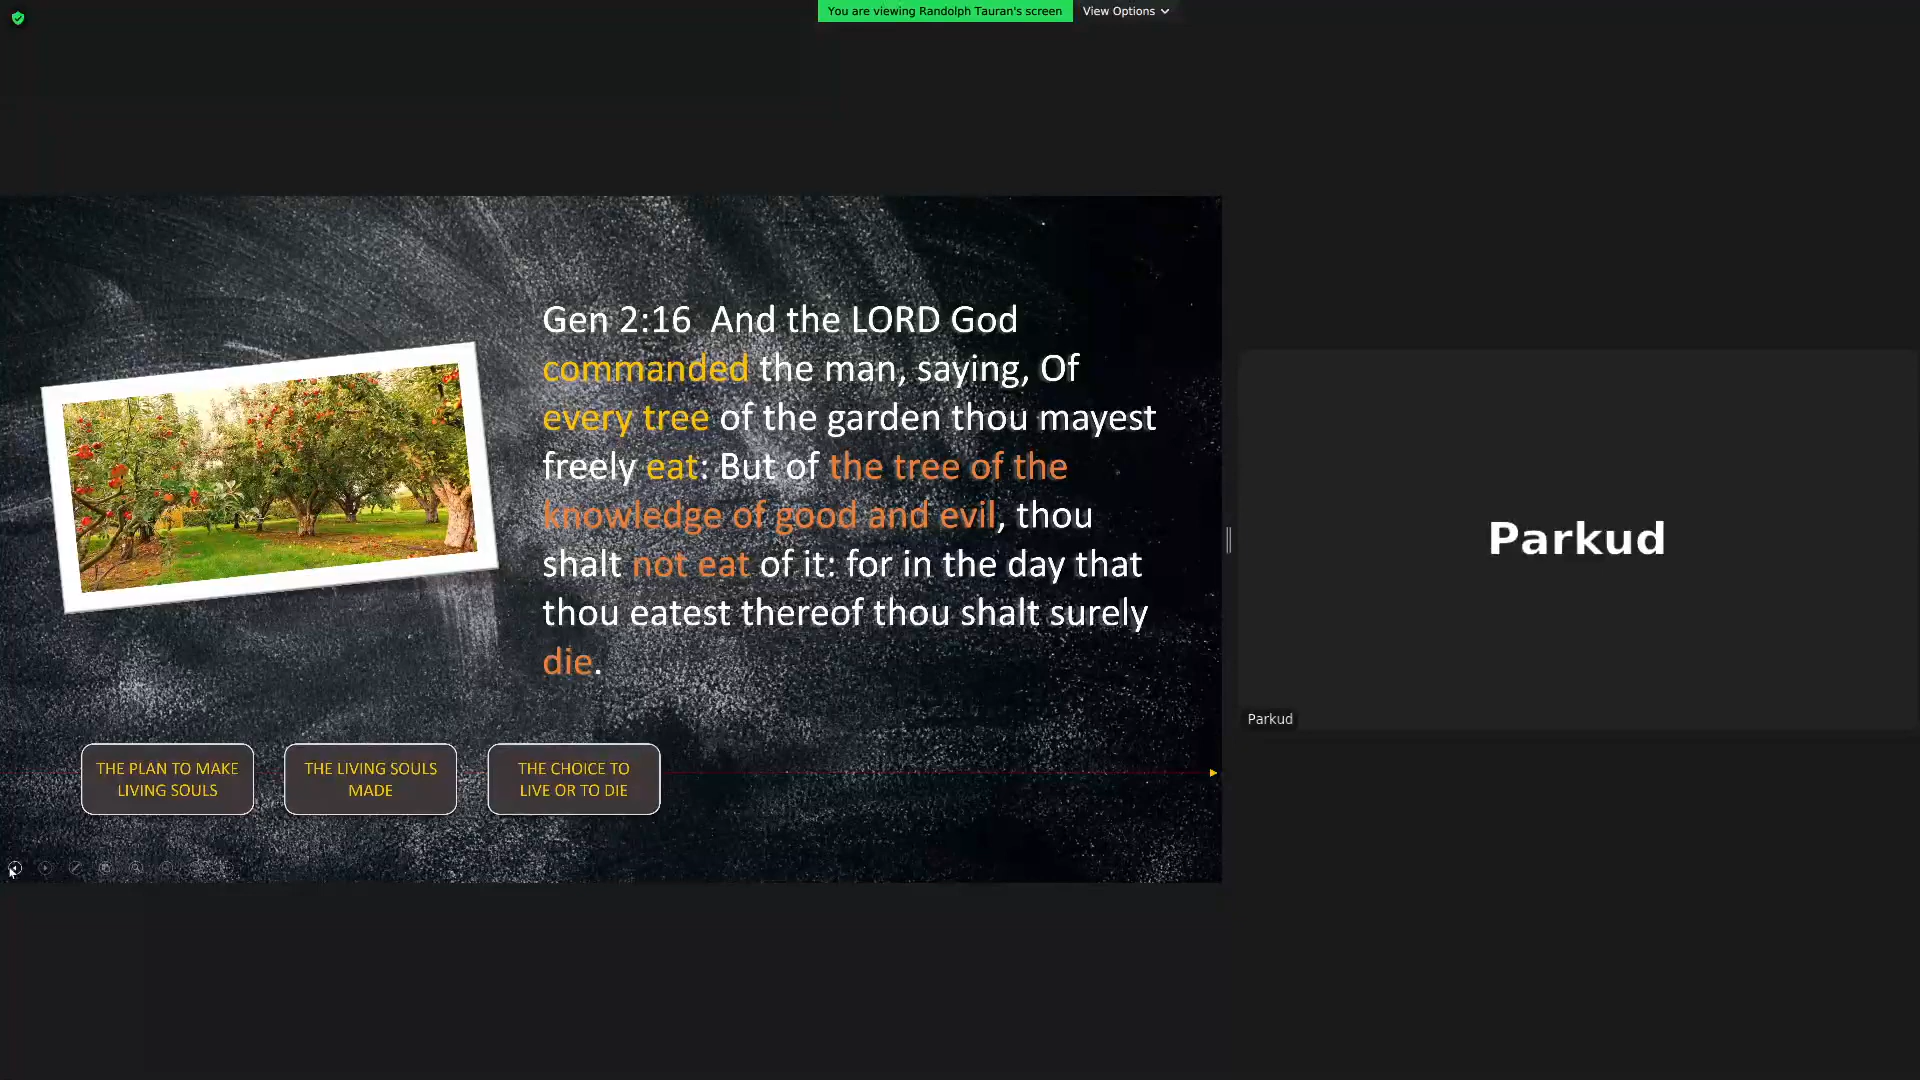 You are viewing Randolph Tauran's screen
View Options
Gen 2:16  And the LORD God
commanded the man, saying, Of
every tree of the garden thou mayest
freely eat: But of the tree of the
knowledge of good and evil, thou
shalt not eat of it: for in the day that
thou eatest thereof thou shalt surely
die.
THE PLAN TO MAKE
LIVING SOULS
THE LIVING SOULS
MADE
THE CHOICE TO
LIVE OR TO DIE
Parkud
Parkud